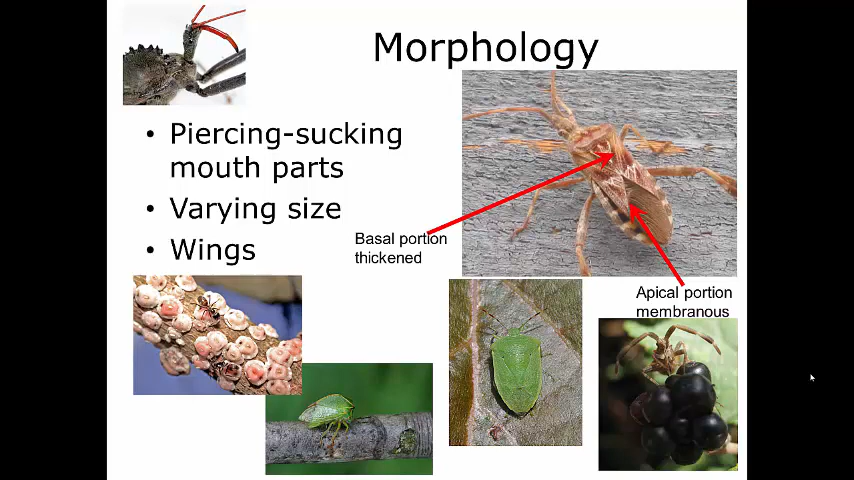 Morphology
• Piercing-sucking
mouth parts
• Varying size
• Wings
Basal portion
thickened
Apical portion
membranous